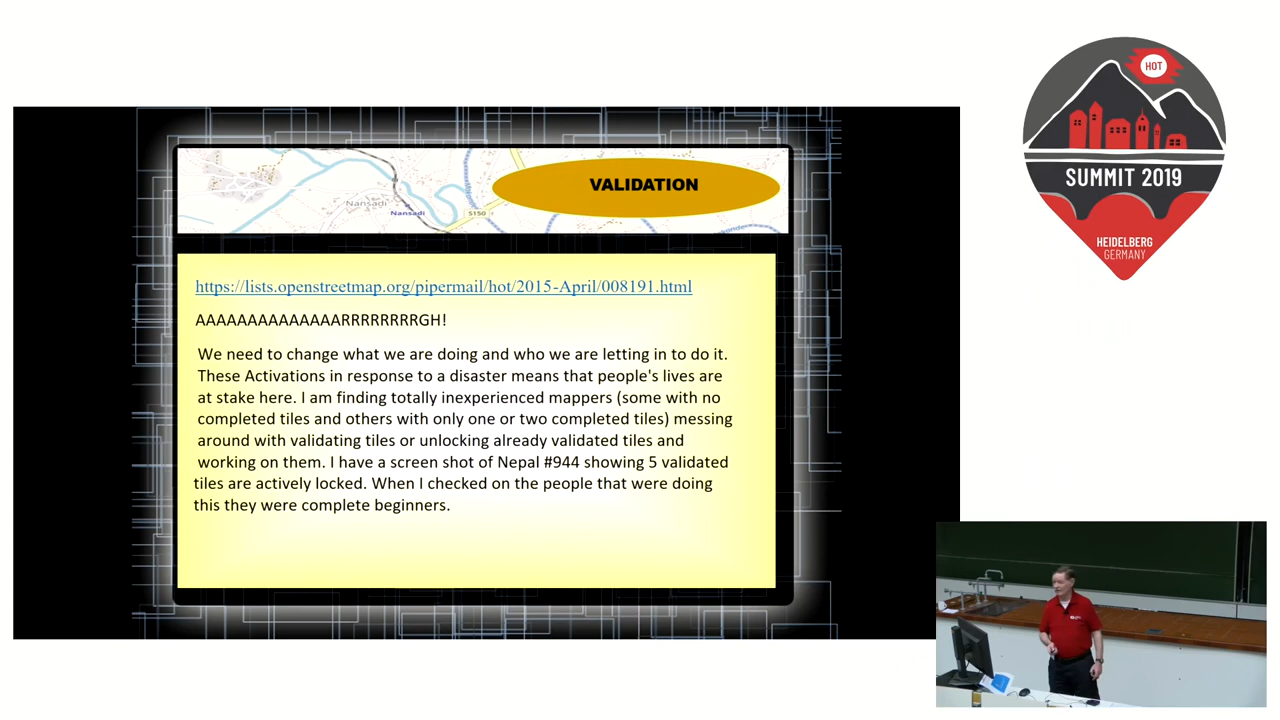 HOT
SUMMIT 2019
HEIDELBERG
GERMANY
VALIDATION
Nansadi
Nansadi
S150
https://lists.openstreetmap.org/pipermail/hot/2015-April/008191.html
AAAAAAAAAAAAAARRRRRRRRGH!
We need to change what we are doing and who we are letting in to do it.
These Activations in response to a disaster means that people's lives are
at stake here. I am finding totally inexperienced mappers (some with no
completed tiles and others with only one or two completed tiles) messing
around with validating tiles or unlocking already validated tiles and
working on them. I have a screen shot of Nepal #944 showing 5 validated
tiles are actively locked. When I checked on the people that were doing
this they were complete beginners.